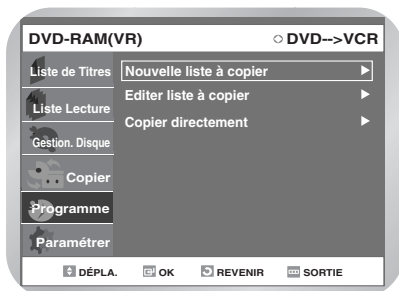 DVD-RAM(VR) DVD-->VCR
Liste de Titres
Nouvelle liste à copier
Editer liste à copier
Liste Lecture
Copier directement
Gestion. Disque
Copier
Programme
Paramétrer
DÉPLA. OK REVENIR SORTIE